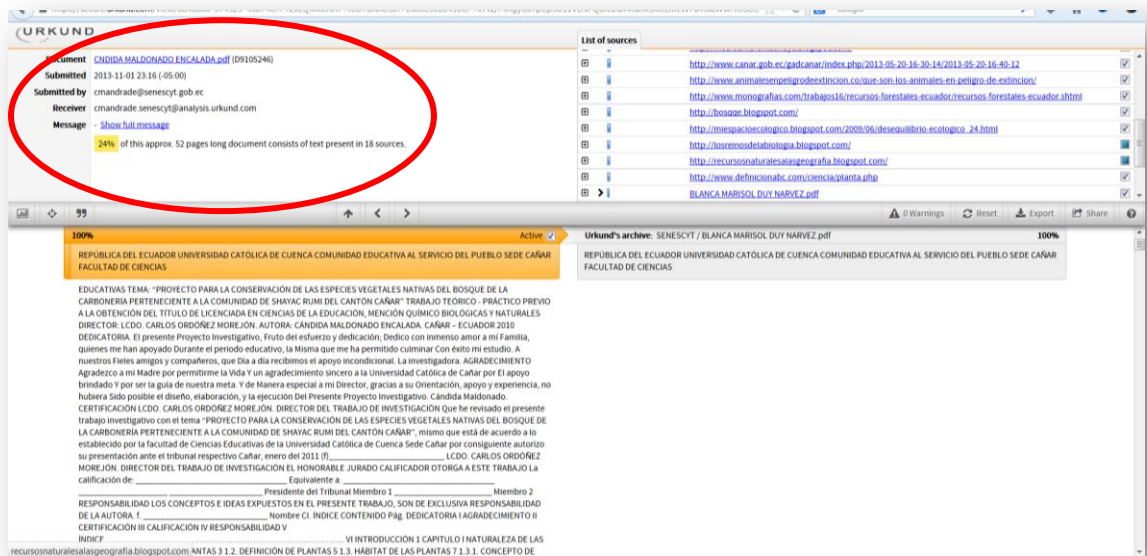 URKUND
Document CNDIDA MALDONADO ENCALADA.pdf (D9105246)
Submitted 2013-11-01 23:16 (-05:00)
Submitted by cmandrade@senescyt.gob.ec
Receiver cmandrade.senescyt@analysis.urkund.com
Message - Show full message
24% of this approx. 52 pages long document consists of text present in 18 sources.
List of sources
http://www.canar.gob.ec/gadcanar/index.php/2013-05-20-16-30-14/2013-05-20-16-40-12
http://www.animalesenpeligrodeextincion.co/que-son-los-animales-en-peligro-de-extincion/
http://www.monografias.com/trabajos16/recursos-forestales-ecuador/recursos-forestales-ecuador.shtml
http://bosqqe.blogspot.com/
http://miespacioecologico.blogspot.com/2009/06/desequilibrio-ecologico_24.html
http://losreinosdelabiologia.blogspot.com/
http://recursosnaturalesalasgeografia.blogspot.com/
http://www.definicionabc.com/ciencia/planta.php
BLANCA MARISOL DUY NARVEZ.pdf
0 Warnings Reset Export Share
100% Active
REPÚBLICA DEL ECUADOR UNIVERSIDAD CATÓLICA DE CUENCA COMUNIDAD EDUCATIVA AL SERVICIO DEL PUEBLO SEDE CAÑAR
FACULTAD DE CIENCIAS
Urkund's archive: SENESCYT / BLANCA MARISOL DUY NARVEZ.pdf 100%
REPÚBLICA DEL ECUADOR UNIVERSIDAD CATÓLICA DE CUENCA COMUNIDAD EDUCATIVA AL SERVICIO DEL PUEBLO SEDE CAÑAR
FACULTAD DE CIENCIAS
EDUCATIVAS TEMA: "PROYECTO PARA LA CONSERVACIÓN DE LAS ESPECIES VEGETALES NATIVAS DEL BOSQUE DE LA
CARBONERÍA PERTENECIENTE A LA COMUNIDAD DE SHAYAC RUMI DEL CANTÓN CAÑAR" TRABAJO TEÓRICO - PRÁCTICO PREVIO
A LA OBTENCIÓN DEL TÍTULO DE LICENCIADA EN CIENCIAS DE LA EDUCACIÓN, MENCIÓN QUÍMICO BIOLÓGICAS Y NATURALES
DIRECTOR: LCDO. CARLOS ORDÓÑEZ MOREJÓN. AUTORA: CÁNDIDA MALDONADO ENCALADA. CAÑAR – ECUADOR 2010
DEDICATORIA. El presente Proyecto Investigativo, Fruto del esfuerzo y dedicación, Dedico con inmenso amor a mi Familia,
quienes me han apoyado Durante el periodo educativo, la Misma que me ha permitido culminar Con éxito mi estudio. A
nuestros Fieles amigos y compañeros, que Día a día recibimos el apoyo incondicional. La investigadora. AGRADECIMIENTO
Agradezco a mi Madre por permitirme la Vida Y un agradecimiento sincero a la Universidad Católica de Cañar por El apoyo
brindado Y por ser la guía de nuestra meta. Y de Manera especial a mi Director, gracias a su Orientación, apoyo y experiencia, no
hubiera Sido posible el diseño, elaboración, y la ejecución Del Presente Proyecto Investigativo. Cándida Maldonado.
CERTIFICACIÓN LCDO. CARLOS ORDÓÑEZ MOREJÓN. DIRECTOR DEL TRABAJO DE INVESTIGACIÓN Que he revisado el presente
trabajo investigativo con el tema "PROYECTO PARA LA CONSERVACIÓN DE LAS ESPECIES VEGETALES NATIVAS DEL BOSQUE DE
LA CARBONERÍA PERTENECIENTE A LA COMUNIDAD DE SHAYAC RUMI DEL CANTÓN CAÑAR", mismo que está de acuerdo a lo
establecido por la facultad de Ciencias Educativas de la Universidad Católica de Cuenca Sede Cañar por consiguiente autorizo
su presentación ante el tribunal respectivo Cañar, enero del 2011 (f)____________________ LCDO. CARLOS ORDÓÑEZ
MOREJÓN. DIRECTOR DEL TRABAJO DE INVESTIGACIÓN EL HONORABLE JURADO CALIFICADOR OTORGA A ESTE TRABAJO La
calificación de: ____________________ Equivalente a: ____________________
____________________ Presidente del Tribunal Miembro 1 ____________________ Miembro 2
RESPONSABILIDAD LOS CONCEPTOS E IDEAS EXPUESTOS EN EL PRESENTE TRABAJO, SON DE EXCLUSIVA RESPONSABILIDAD
DE LA AUTORA. f. ____________________ Nombre CI. ÍNDICE CONTENIDO Pág. DEDICATORIA I AGRADECIMIENTO II
CERTIFICACIÓN III CALIFICACIÓN IV RESPONSABILIDAD V
ÍNDICE........................................ VI INTRODUCCIÓN 1 CAPITULO I NATURALEZA DE LAS
recursosnaturalesalasgeografia.blogspot.com ANTAS 3 1.2. DEFINICIÓN DE PLANTAS 5 1.3. HÁBITAT DE LAS PLANTAS 7 1.3.1. CONCEPTO DE